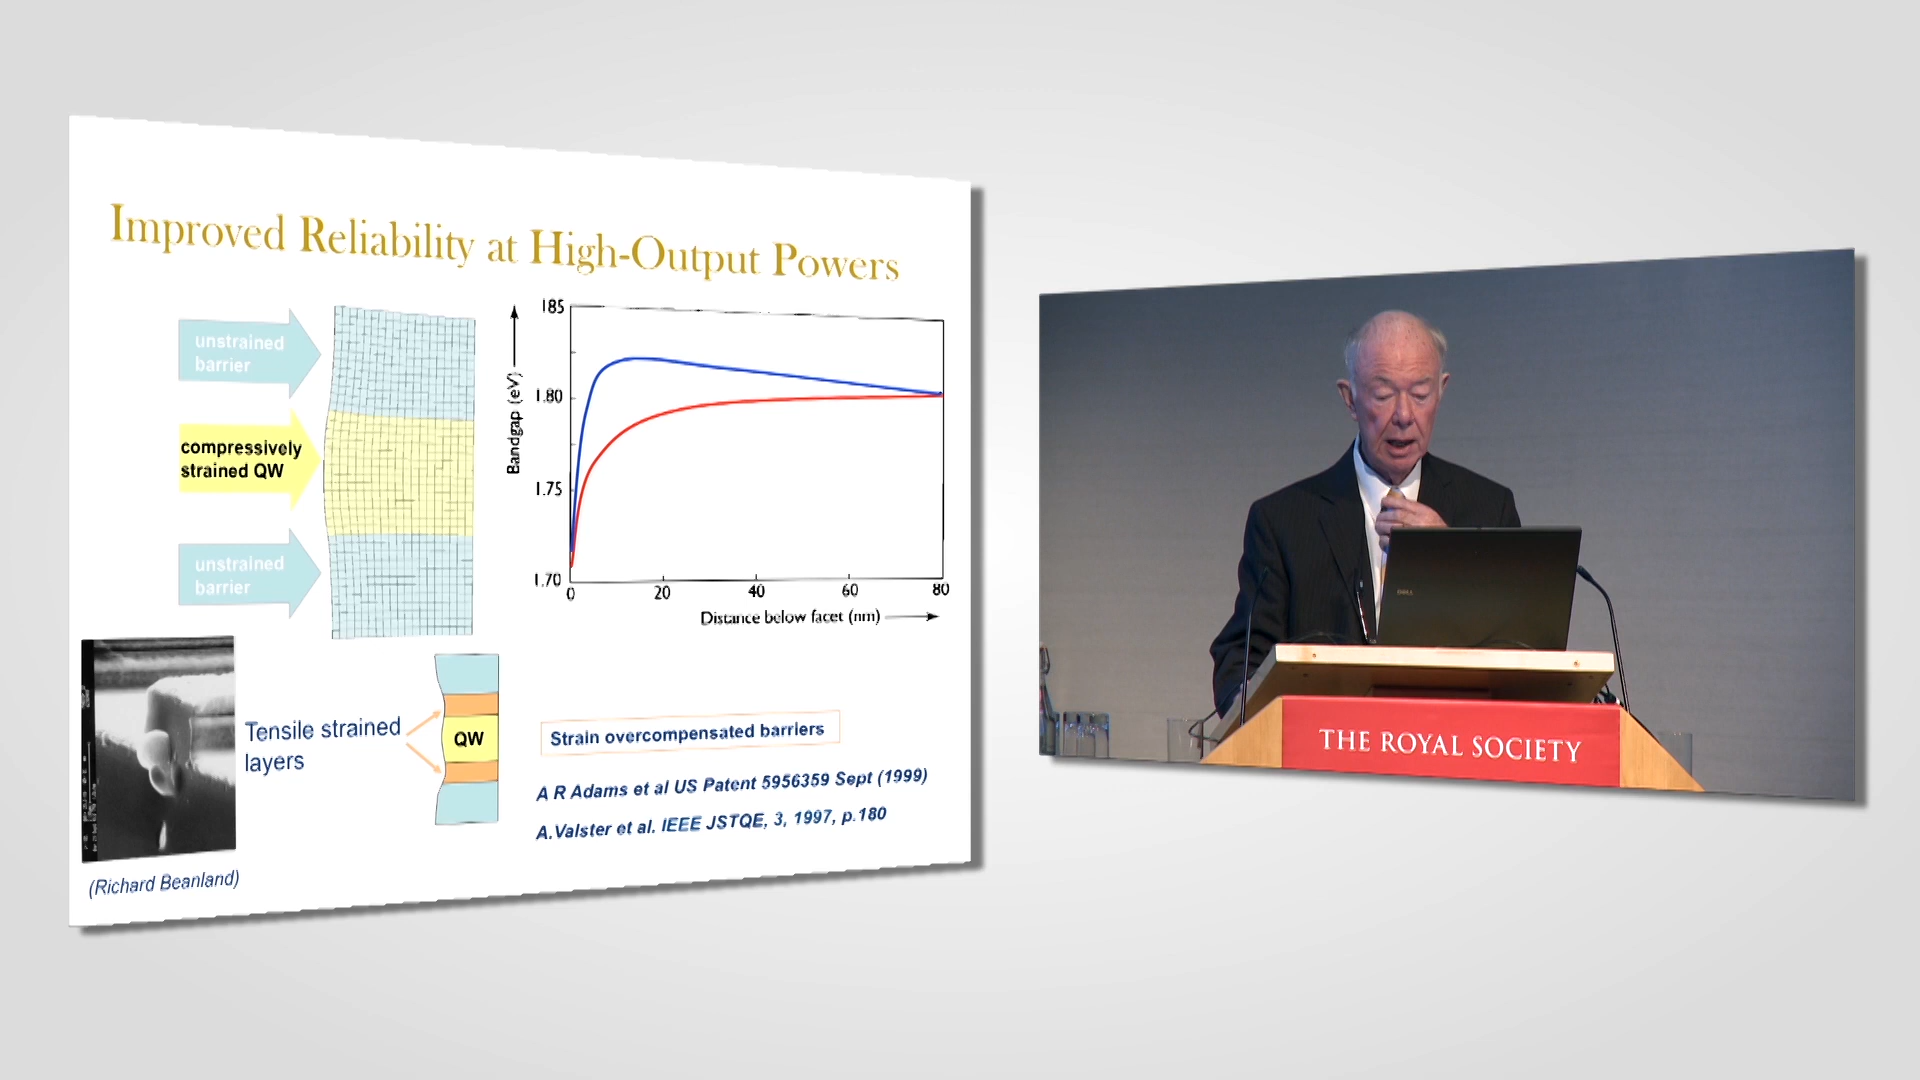 Improved Reliability at High-Output Powers
unstrained
barrier
compressively
strained QW
unstrained
barrier
Bandgap (eV)
185
1.80
1.75
1.70
0
20
40
60
80
Distance below facet (nm)
Tensile strained
layers
QW
Strain overcompensated barriers
A R Adams et al US Patent 5956359 Sept (1999)
A.Valster et al. IEEE JSTQE, 3, 1997, p.180
(Richard Beanland)
DELL
THE ROYAL SOCIETY